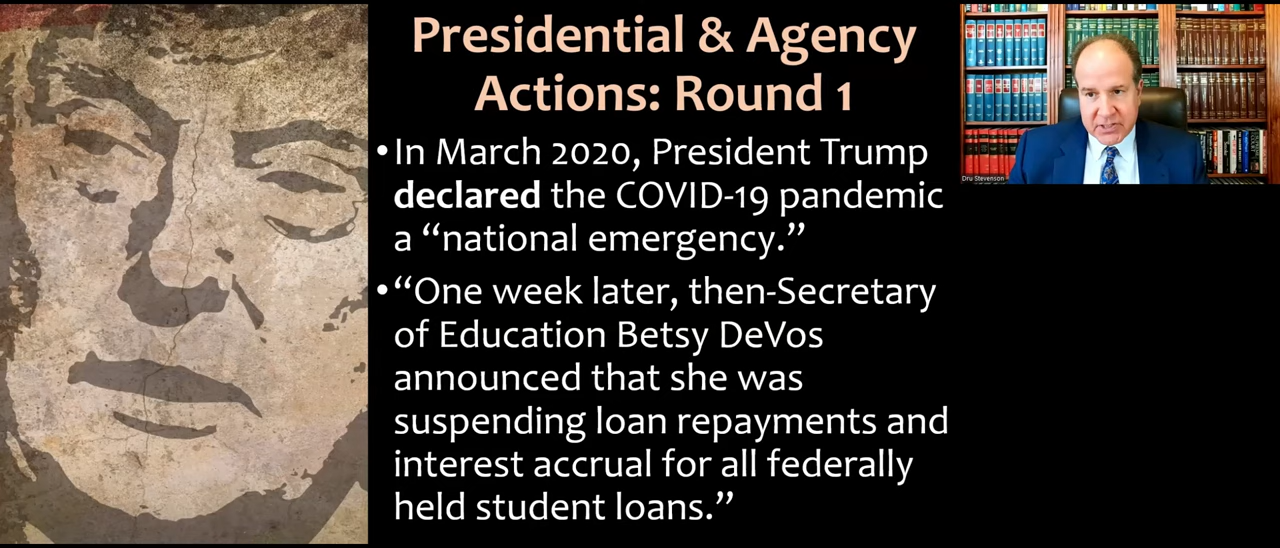 Presidential & Agency
Actions: Round 1
• In March 2020, President Trump
declared the COVID-19 pandemic
a “national emergency.”
• “One week later, then-Secretary
of Education Betsy DeVos
announced that she was
suspending loan repayments and
interest accrual for all federally
held student loans.”
Dru Stevenson